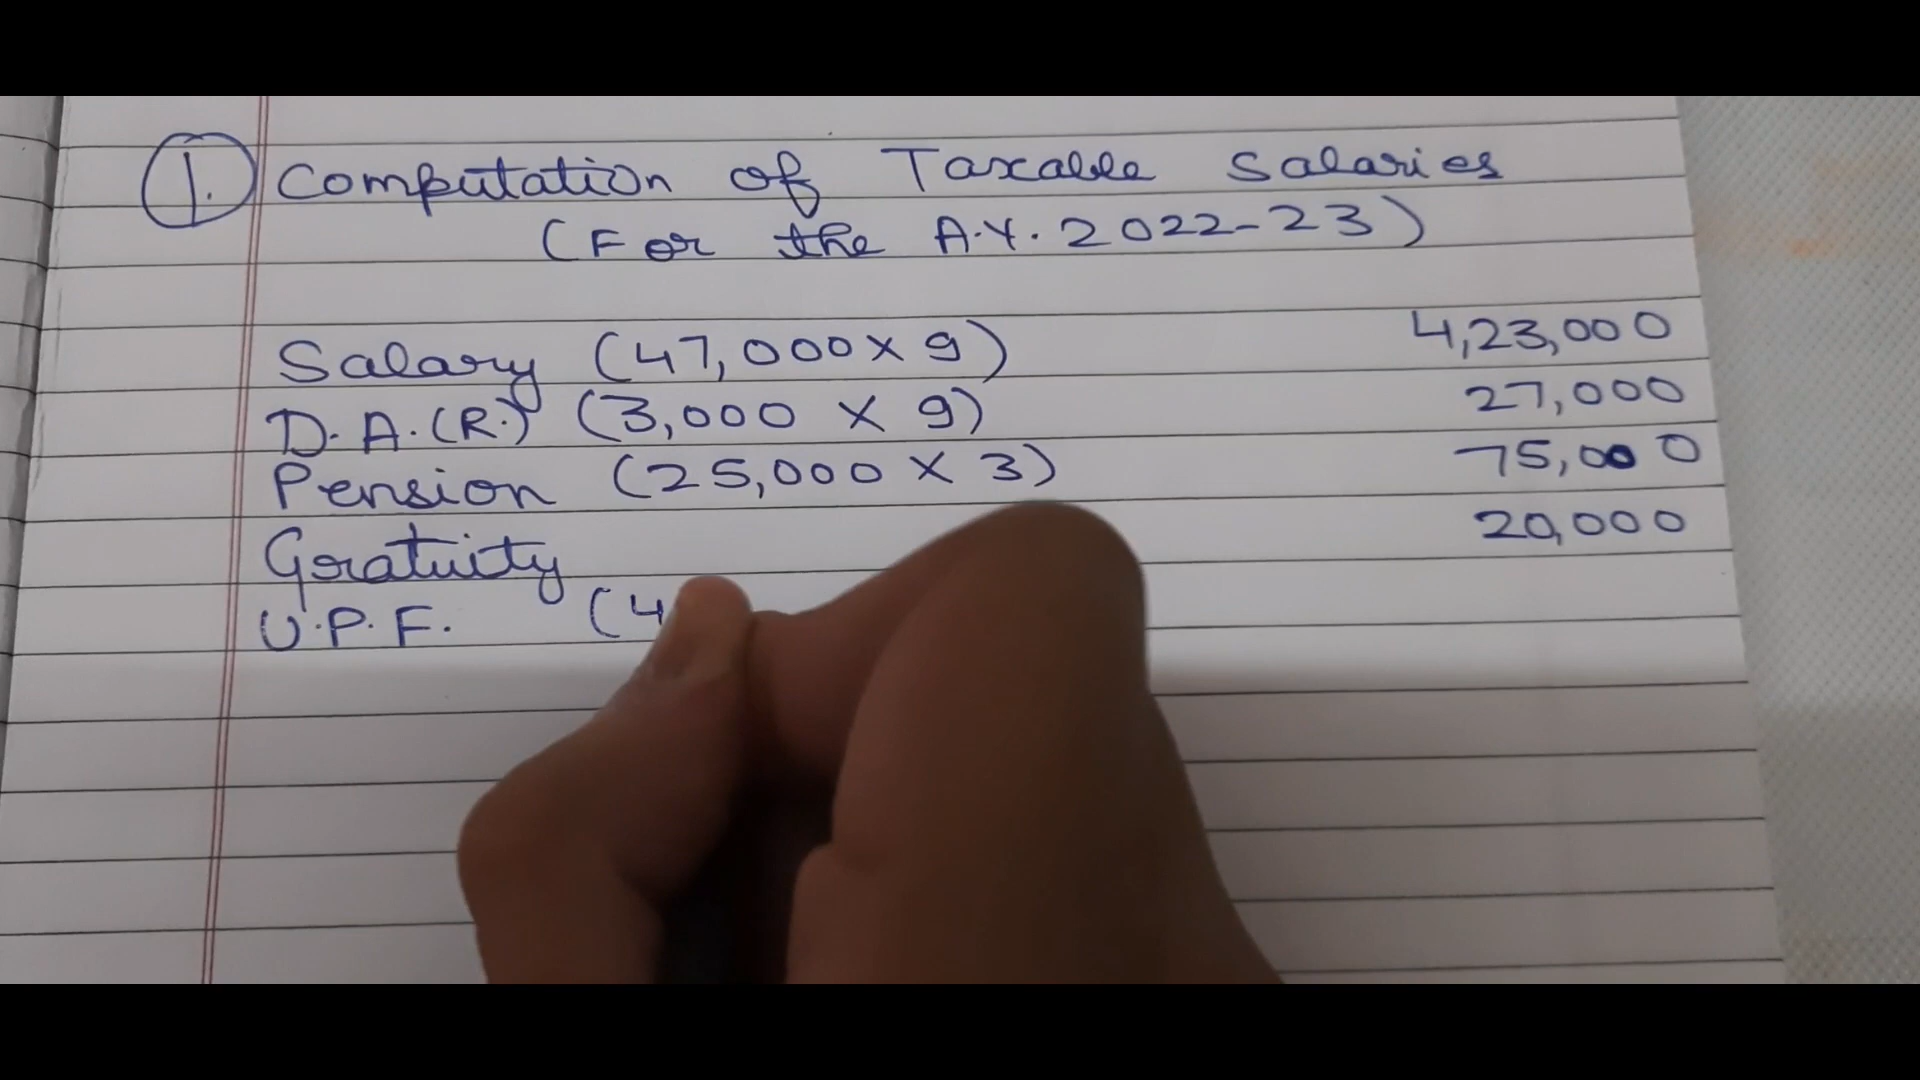 1. Computation of Taxable Salaries
(For the A.Y. 2022-23)
Salary (47,000 × 9) 4,23,000
D.A.(R.) (3,000 × 9) 27,000
Pension (25,000 × 3) 75,000
Gratuity 20,000
U.P.F. (4